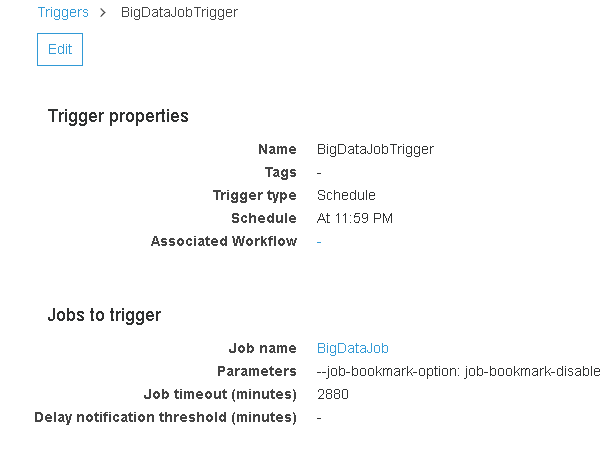 Triggers > BigDataJobTrigger
Edit
Trigger properties
Name BigDataJobTrigger
Tags -
Trigger type Schedule
Schedule At 11:59 PM
Associated Workflow -
Jobs to trigger
Job name BigDataJob
Parameters --job-bookmark-option: job-bookmark-disable
Job timeout (minutes) 2880
Delay notification threshold (minutes) -